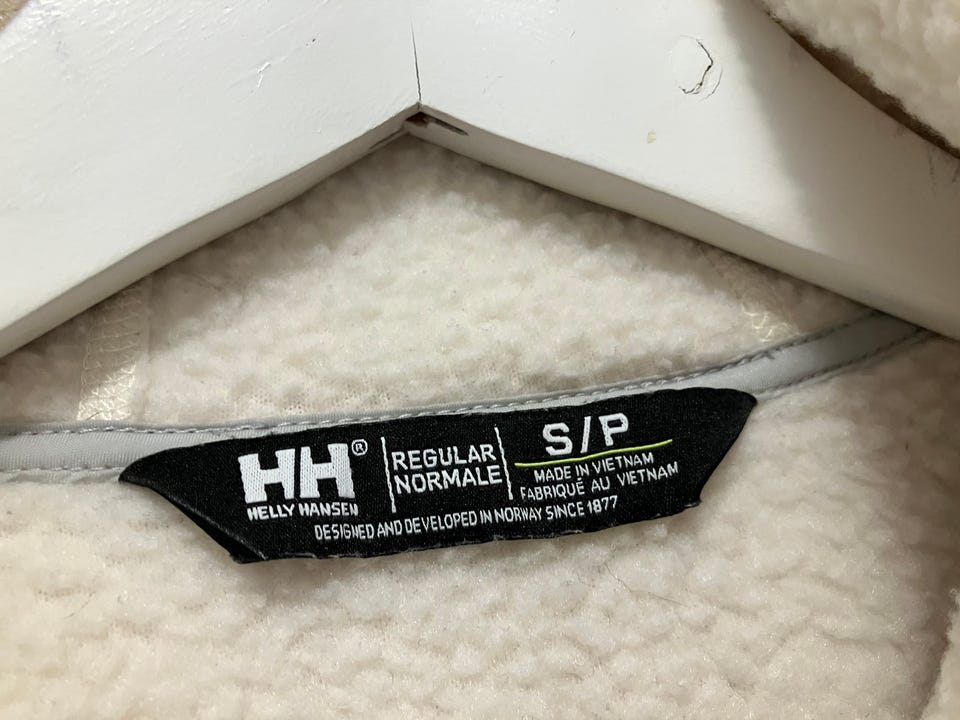 HH®
HELLY HANSEN
REGULAR
NORMALE
S/P
MADE IN VIETNAM
FABRIQUÉ AU VIETNAM
DESIGNED AND DEVELOPED IN NORWAY SINCE 1877